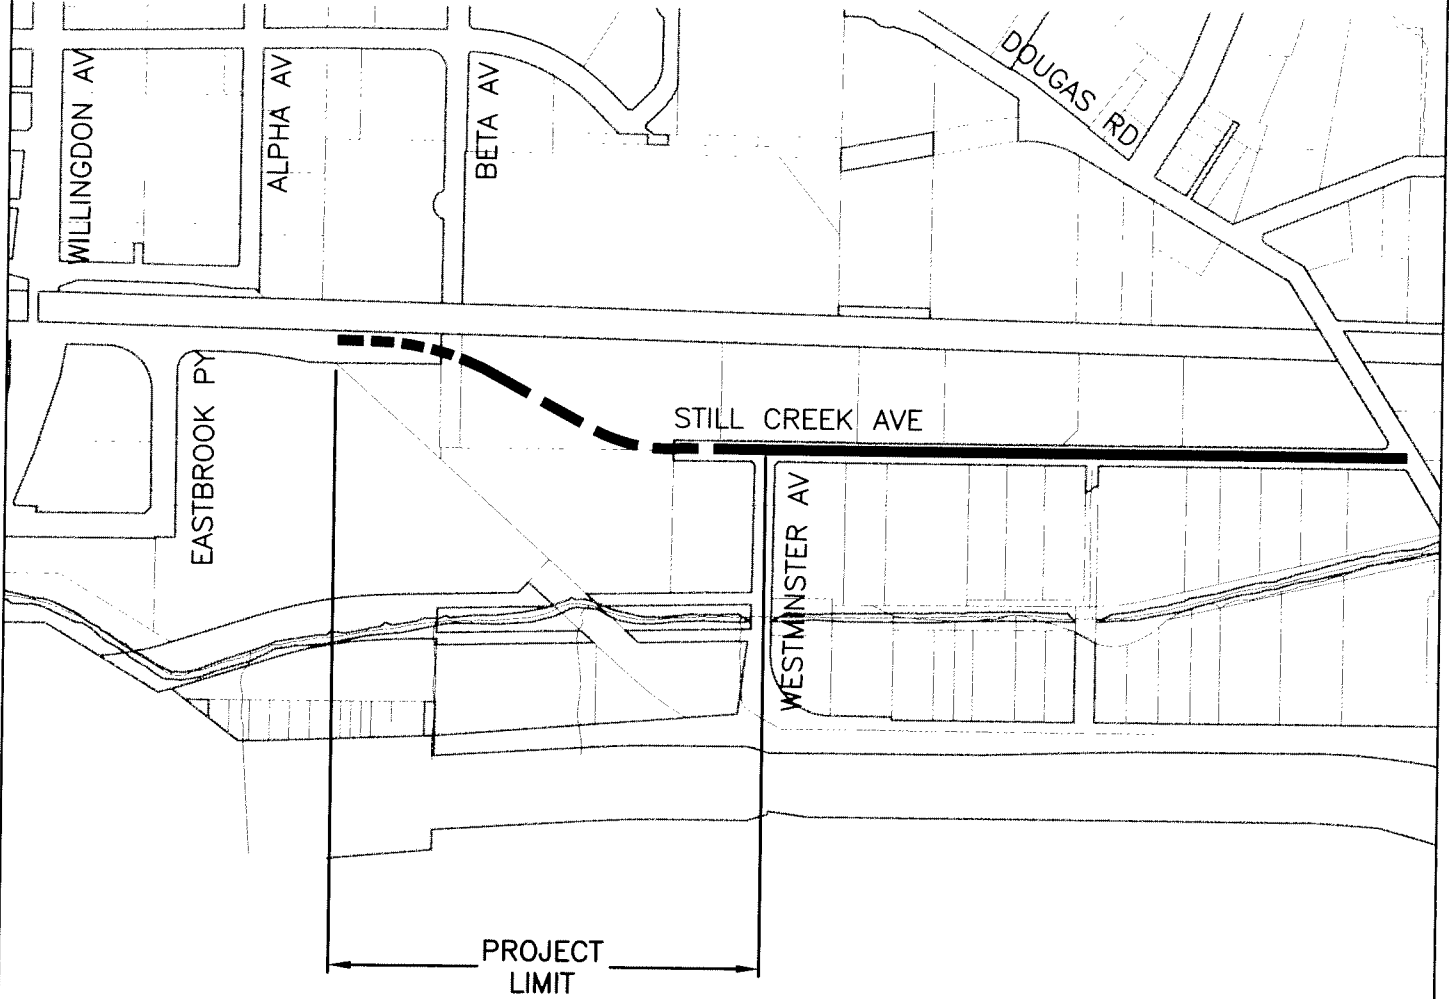 WILLINGDON AV
ALPHA AV
BETA AV
DOUGAS RD
EASTBROOK PY
STILL CREEK AVE
WESTMINSTER AV
PROJECT
LIMIT